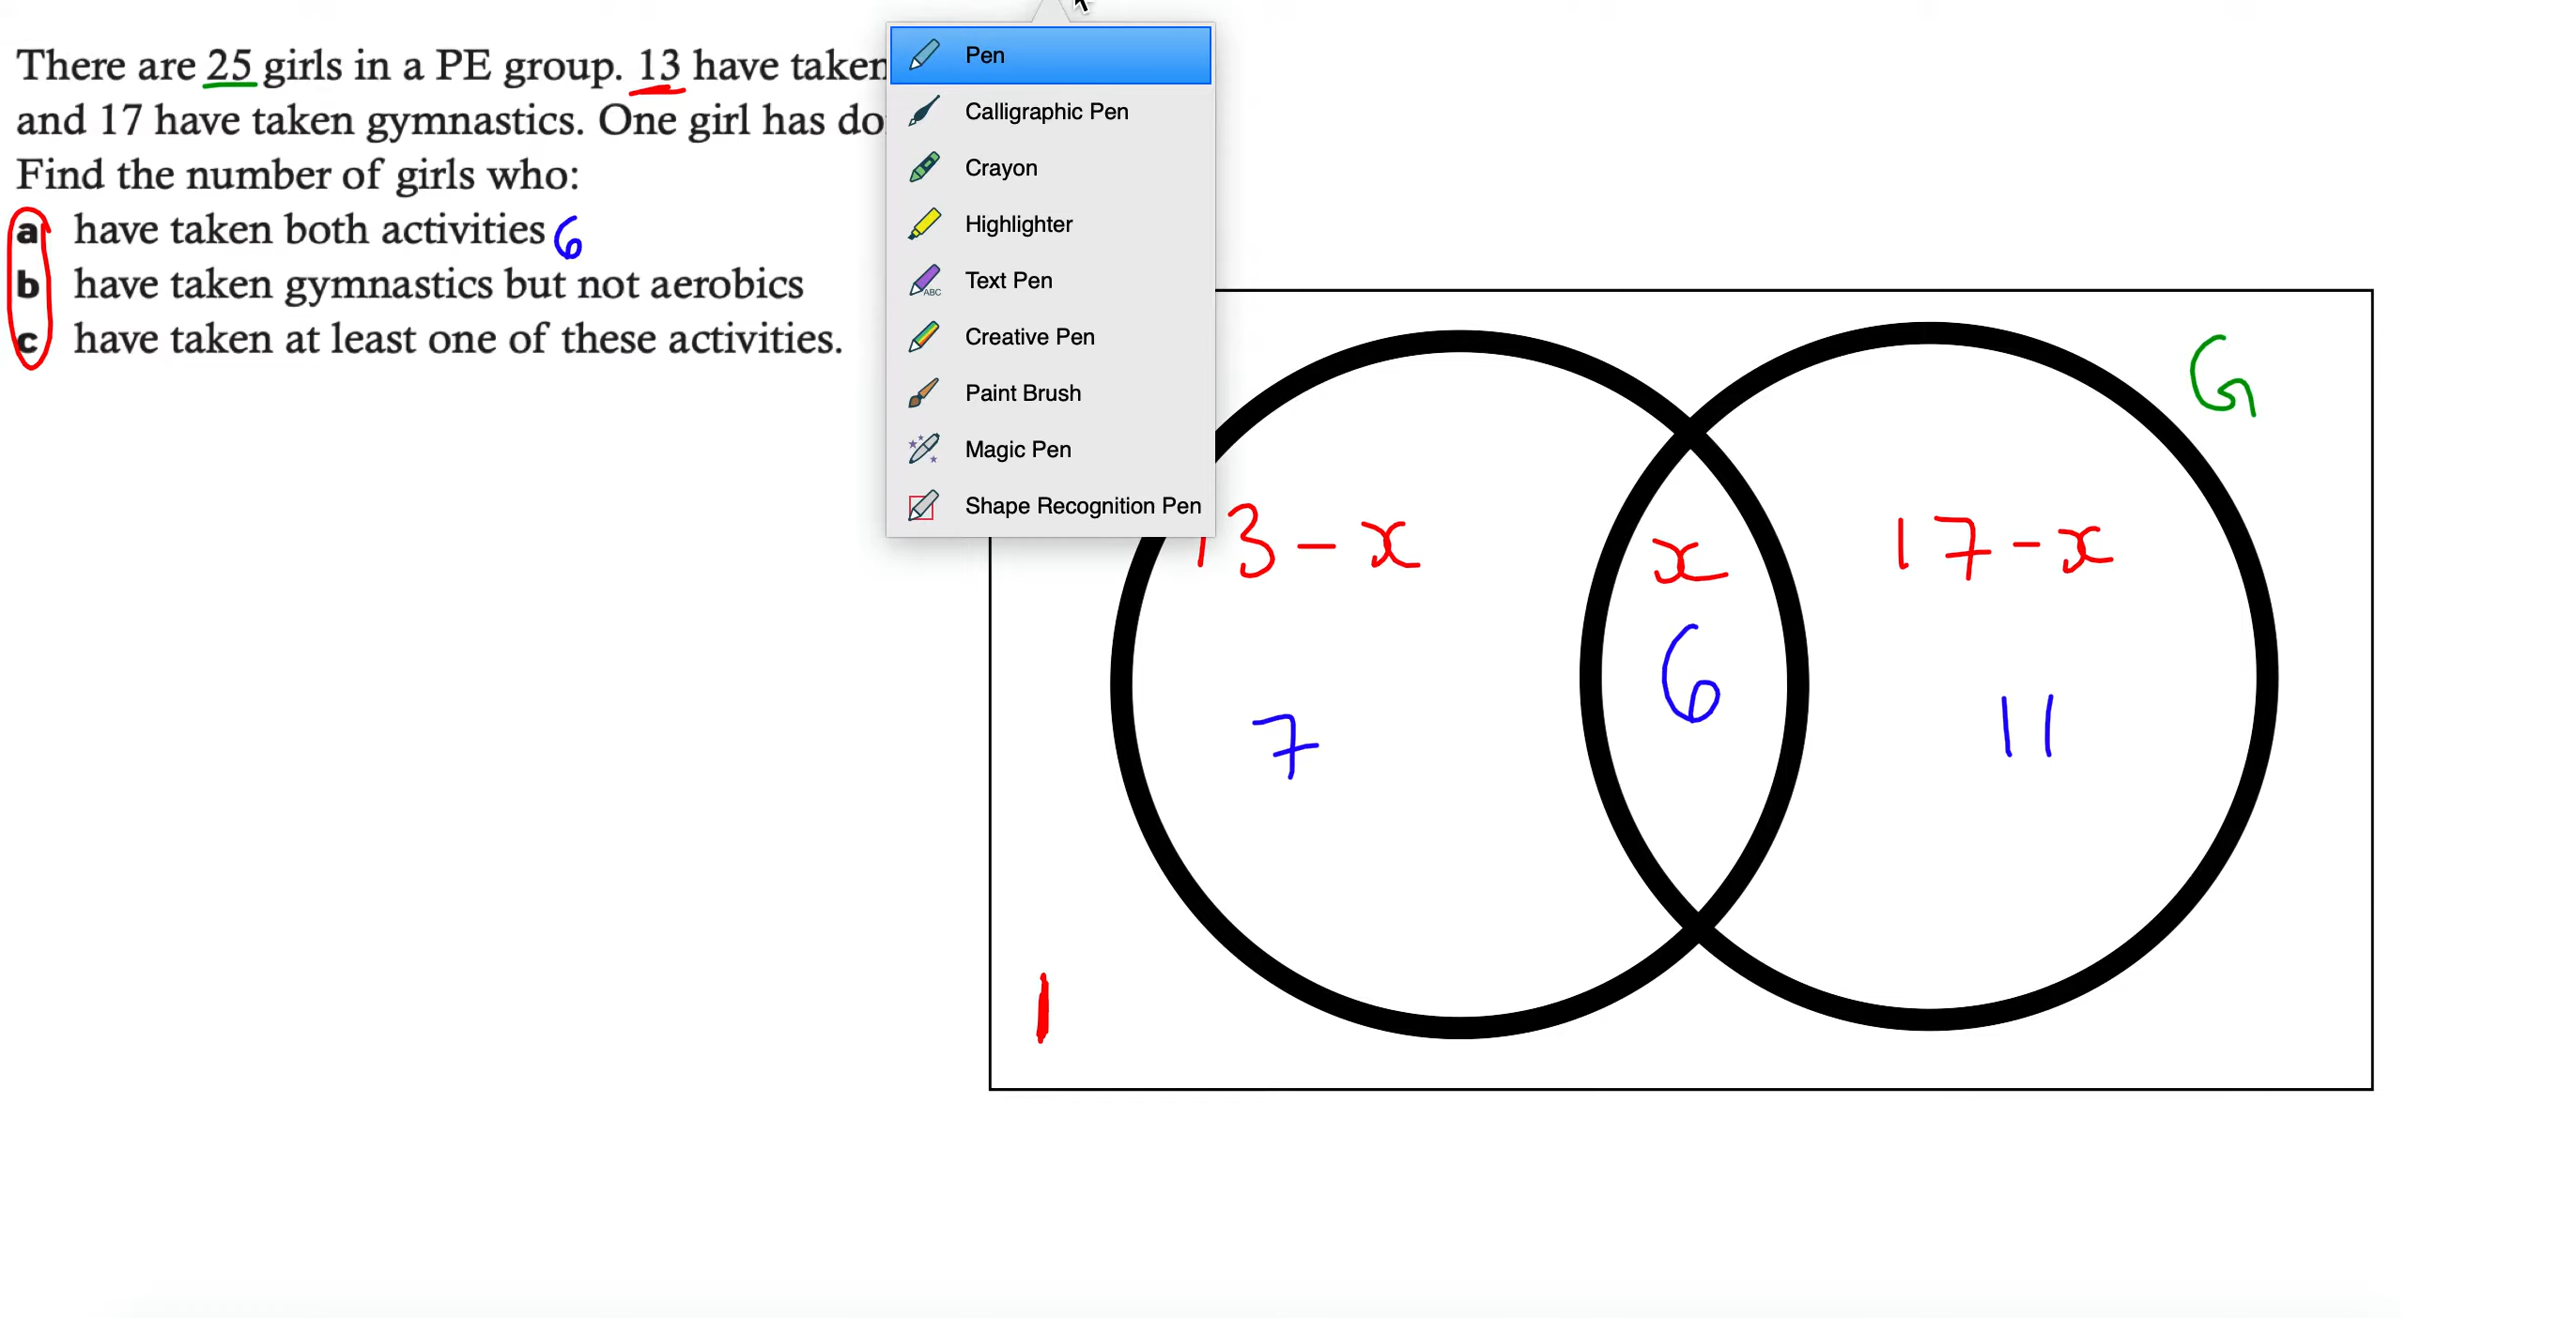 There are 25 girls in a PE group. 13 have taken
and 17 have taken gymnastics. One girl has do
Find the number of girls who:
a have taken both activities 6
b have taken gymnastics but not aerobics
c have taken at least one of these activities.
Pen
Calligraphic Pen
Crayon
Highlighter
ABC Text Pen
Creative Pen
Paint Brush
Magic Pen
Shape Recognition Pen
G
13-x x 17-x
7 6 11
1